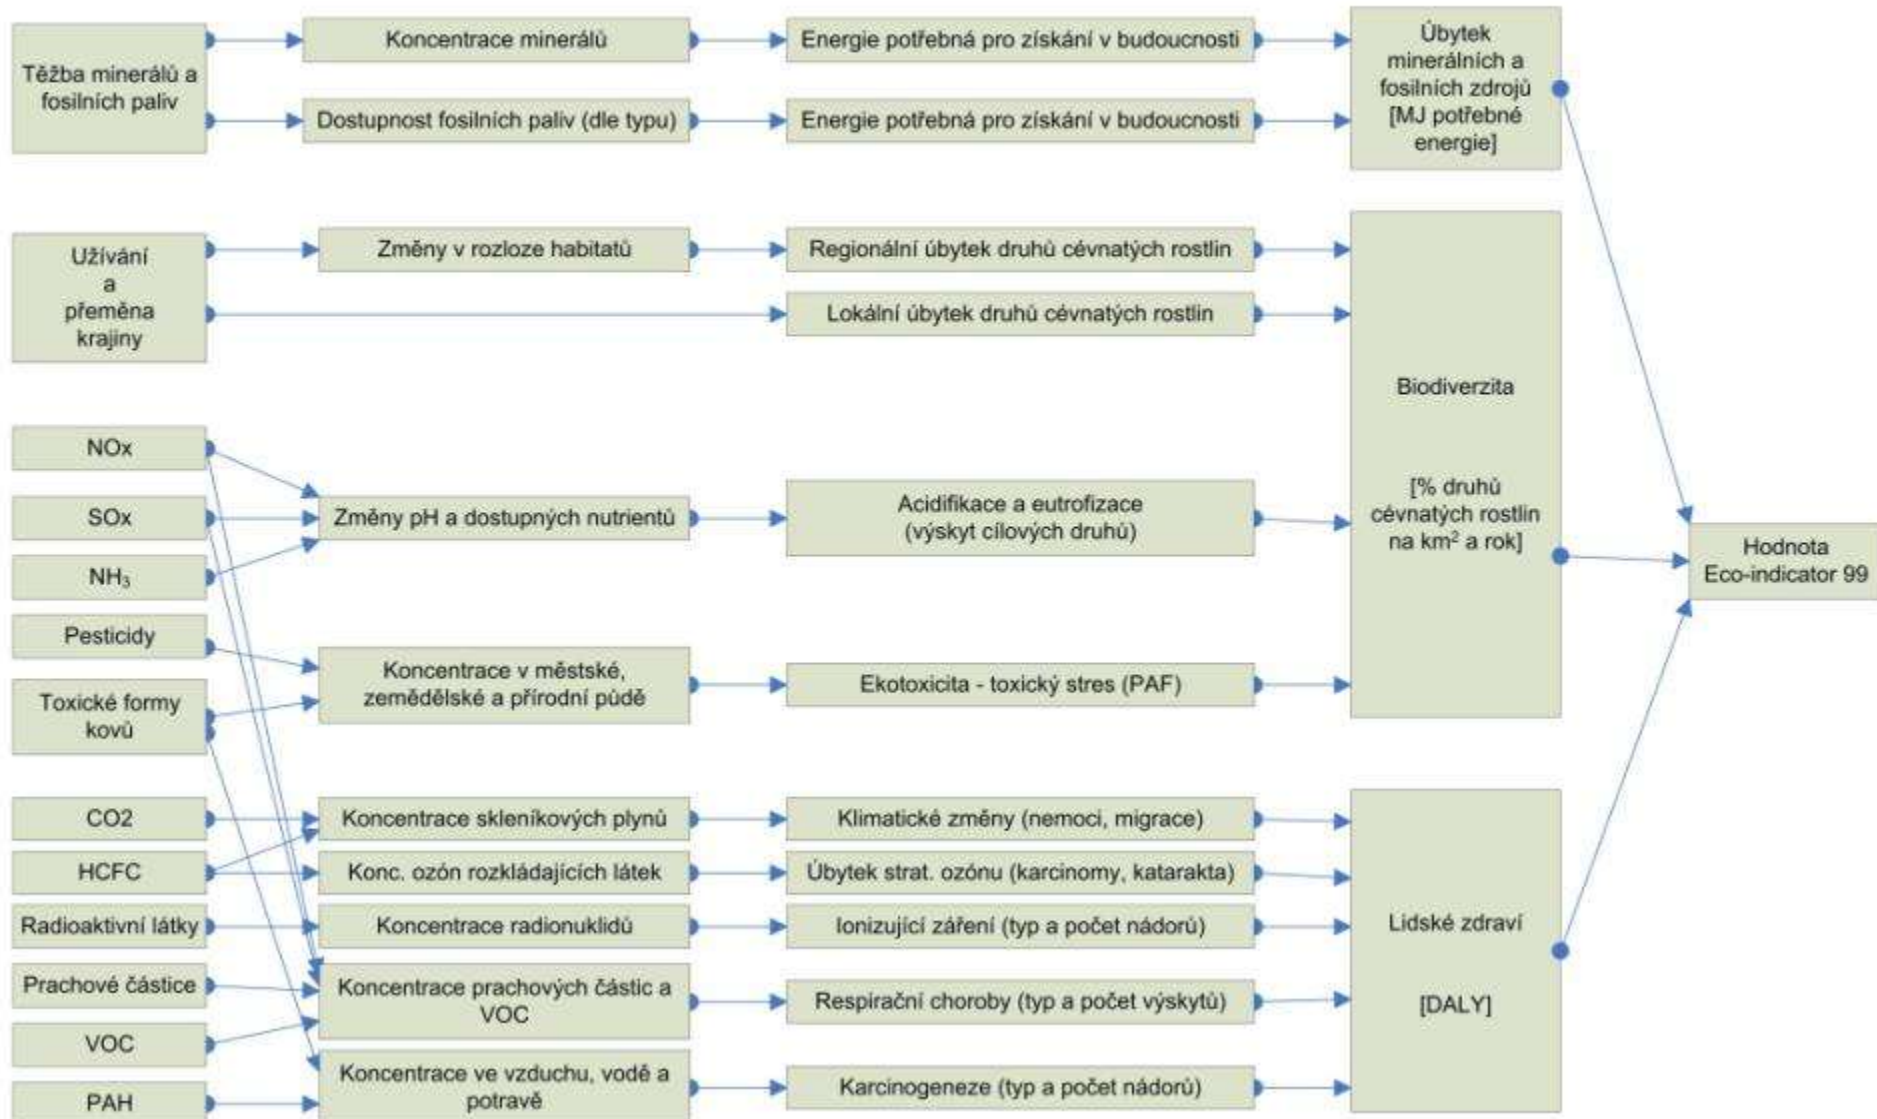 Těžba minerálů a
fosilních paliv
Koncentrace minerálů
Energie potřebná pro získání v budoucnosti
Dostupnost fosilních paliv (dle typu)
Energie potřebná pro získání v budoucnosti
Úbytek
minerálních a
fosilních zdrojů
[MJ potřebné
energie]
Užívání
a
přeměna
krajiny
Změny v rozloze habitatů
Regionální úbytek druhů cévnatých rostlin
Lokální úbytek druhů cévnatých rostlin
NOx
SOx
NH₃
Změny pH a dostupných nutrientů
Acidifikace a eutrofizace
(výskyt cílových druhů)
Pesticidy
Toxické formy
kovů
Koncentrace v městské,
zemědělské a přírodní půdě
Ekotoxicita - toxický stres (PAF)
Biodiverzita
[% druhů
cévnatých rostlin
na km² a rok]
Hodnota
Eco-indicator 99
CO2
Koncentrace skleníkových plynů
Klimatické změny (nemoci, migrace)
HCFC
Konc. ozón rozkládajících látek
Úbytek strat. ozónu (karcinomy, katarakta)
Radioaktivní látky
Koncentrace radionuklidů
Ionizující záření (typ a počet nádorů)
Prachové částice
VOC
Koncentrace prachových částic a
VOC
Respirační choroby (typ a počet výskytů)
PAH
Koncentrace ve vzduchu, vodě a
potravě
Karcinogeneze (typ a počet nádorů)
Lidské zdraví
[DALY]